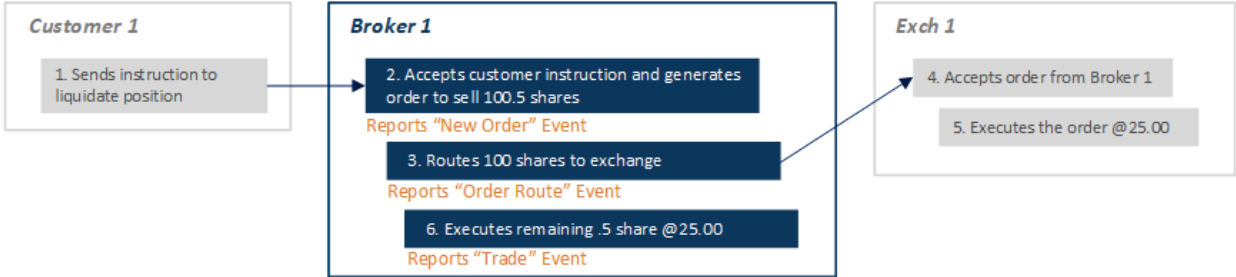 Customer 1
1. Sends instruction to
liquidate position
Broker 1
2. Accepts customer instruction and generates
order to sell 100.5 shares
Reports “New Order” Event
3. Routes 100 shares to exchange
Reports “Order Route” Event
6. Executes remaining .5 share @25.00
Reports “Trade” Event
Exch 1
4. Accepts order from Broker 1
5. Executes the order @25.00